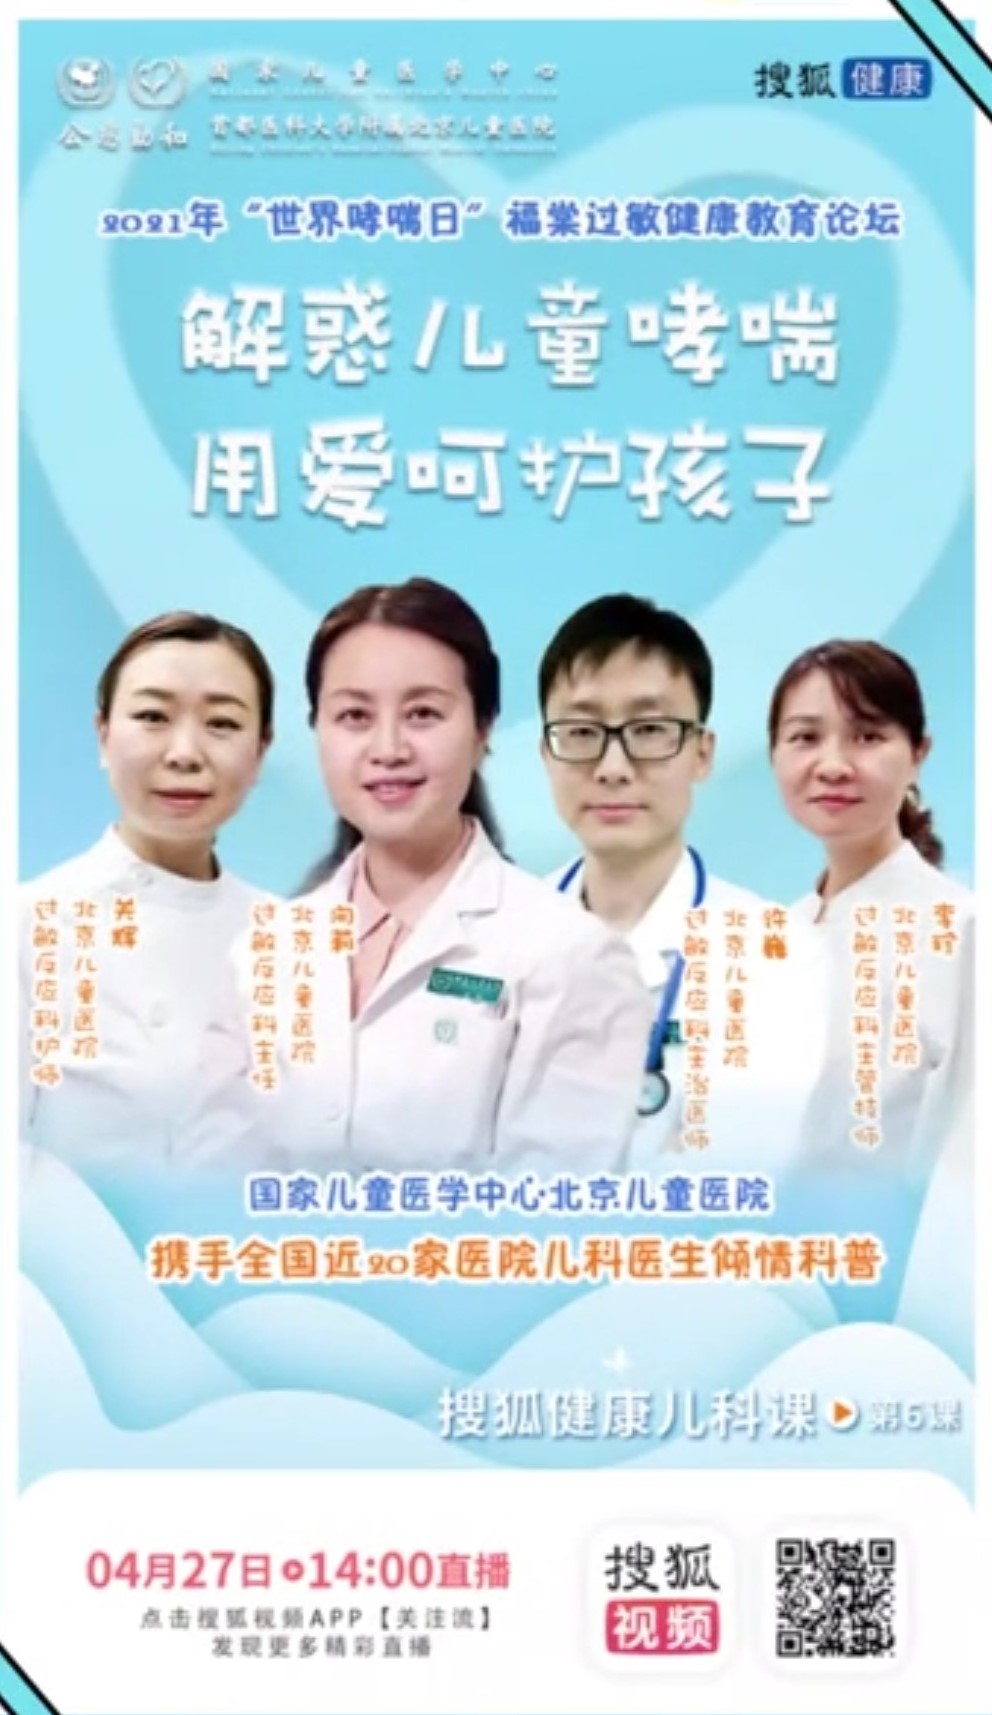 国家儿童医学中心
首都医科大学附属北京儿童医院
搜狐 健康
2021年“世界哮喘日”福棠过敏健康教育论坛
解惑儿童哮喘
用爱呵护孩子
关辉
北京儿童医院
过敏反应科护师
向莉
北京儿童医院
过敏反应科主任
许巍
北京儿童医院
过敏反应科主治医师
李珍
北京儿童医院
过敏反应科主管技师
国家儿童医学中心北京儿童医院
携手全国近20家医院儿科医生倾情科普
搜狐健康儿科课 第6课
04月27日 14:00直播
点击搜狐视频APP【关注流】
发现更多精彩直播
搜狐
视频